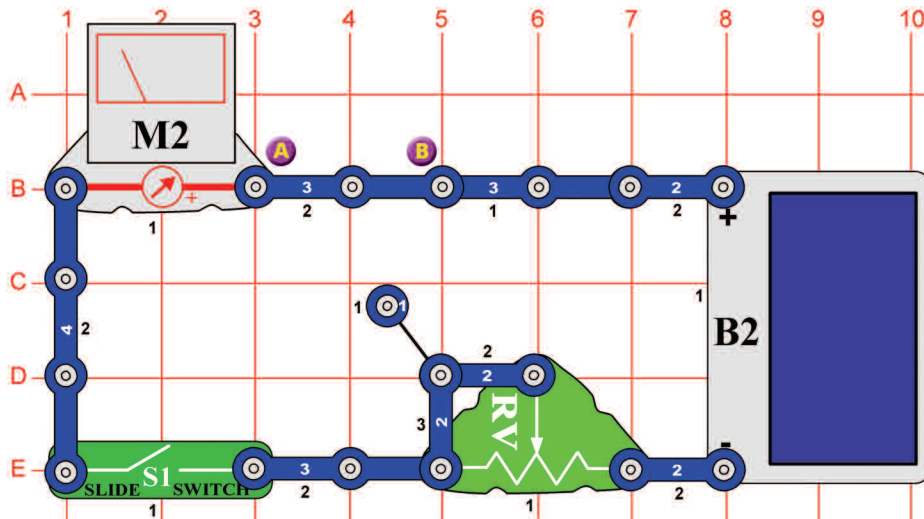 1 2 3 4 5 6 7 8 9 10
A
M2
A B
B + 3 3 2
1 2 1 2
+
C
1 1 1
4 2 B2
2
D 2
RV
3 2
-
E S1 3 2
SLIDE SWITCH 2 2
1 1